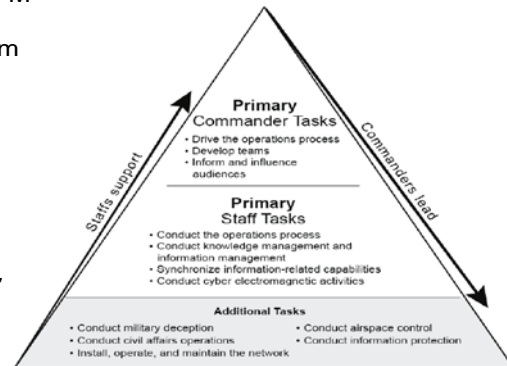 m
Primary
Commander Tasks
• Drive the operations process
• Develop teams
• Inform and influence
audiences
Staffs support
Commanders lead
Primary
Staff Tasks
• Conduct the operations process
• Conduct knowledge management and
information management
• Synchronize information-related capabilities
• Conduct cyber electromagnetic activities
,
Additional Tasks
• Conduct military deception
• Conduct civil affairs operations
• Install, operate, and maintain the network
• Conduct airspace control
• Conduct information protection